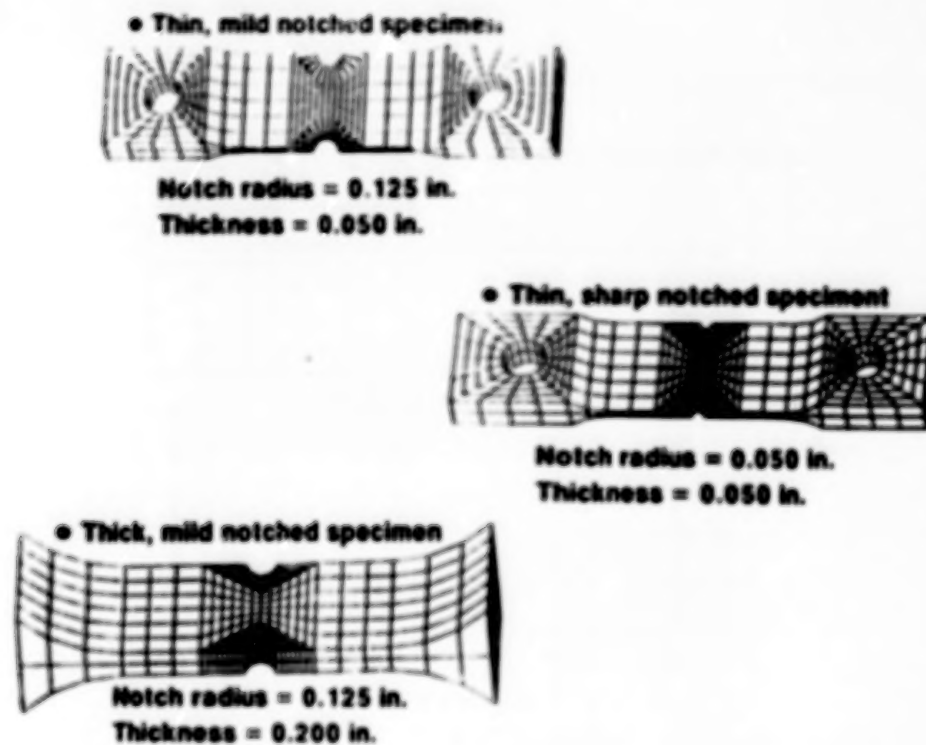 ● Thin, mild notched specimen
Notch radius = 0.125 in.
Thickness = 0.050 in.
● Thin, sharp notched speciment
Notch radius = 0.050 in.
Thickness = 0.050 in.
● Thick, mild notched specimen
Notch radius = 0.125 in.
Thickness = 0.200 in.